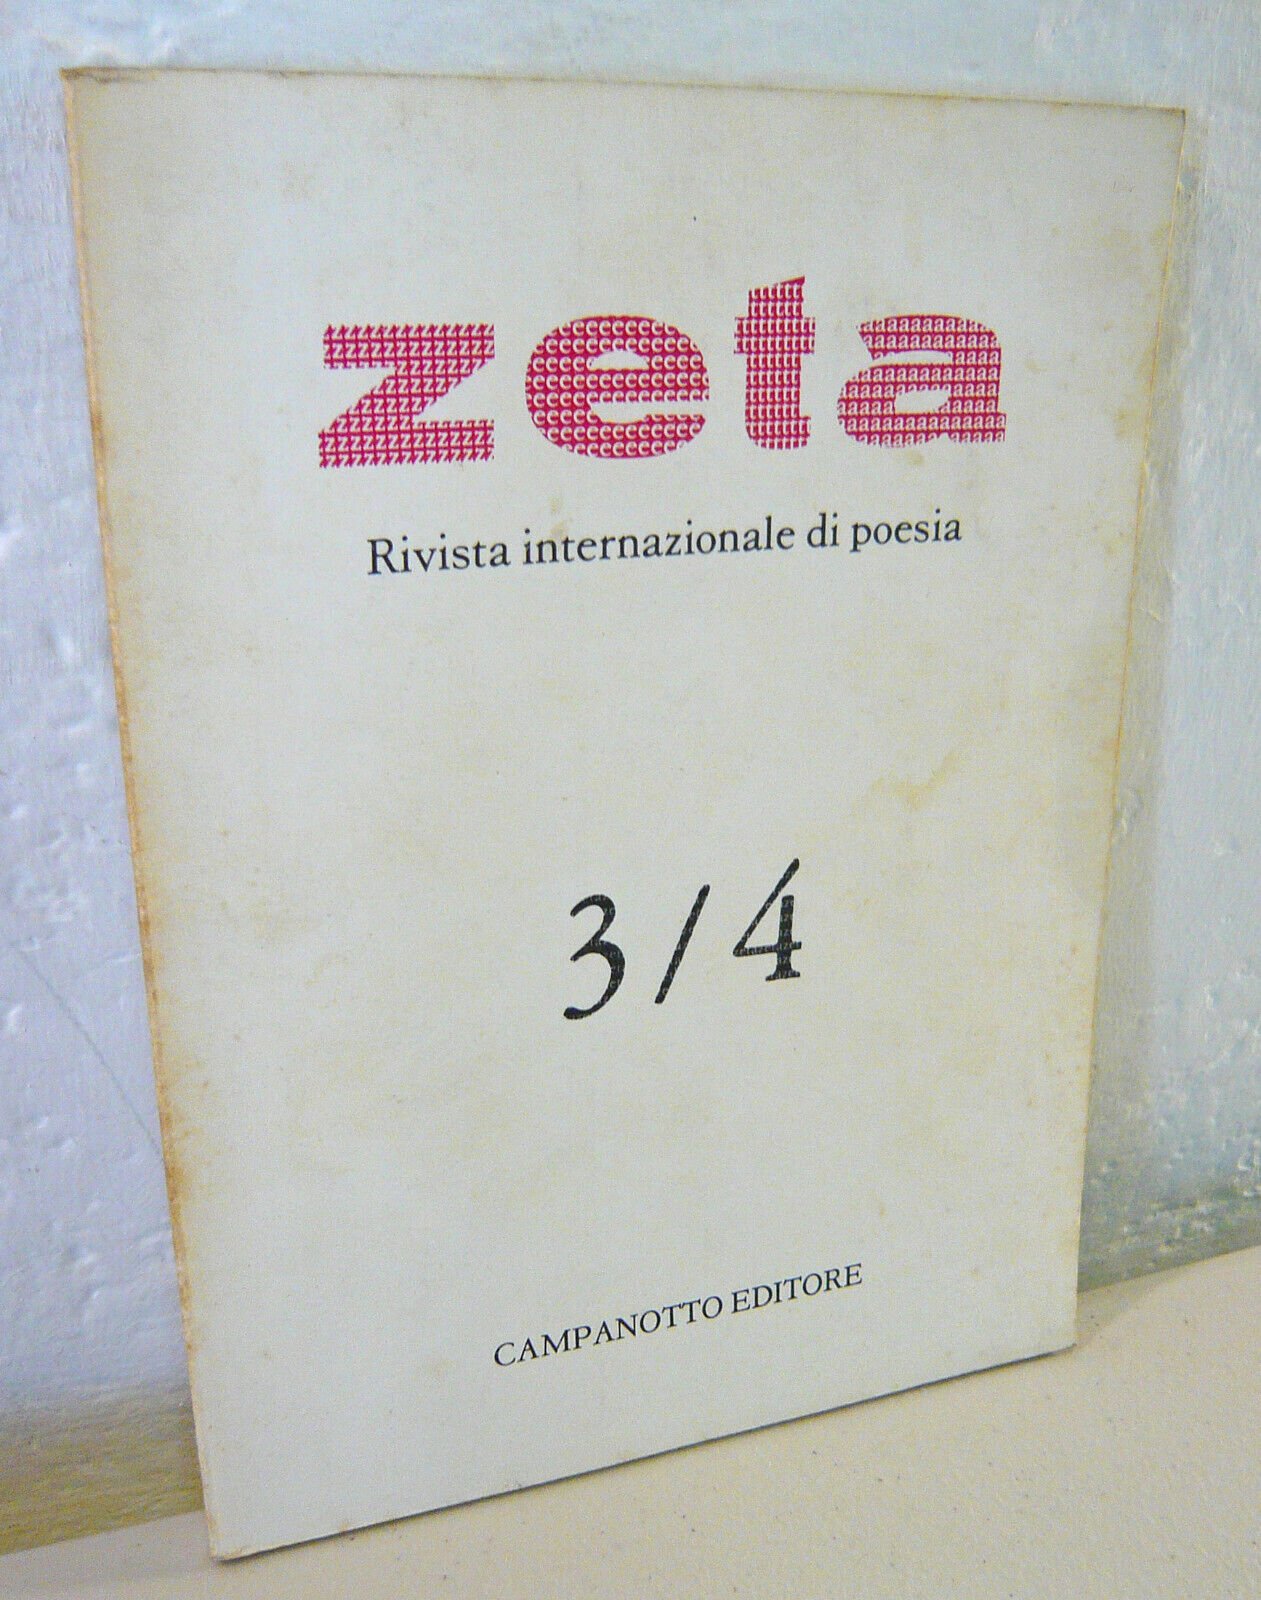 zeta
Rivista internazionale di poesia
3/4
CAMPANOTTO EDITORE